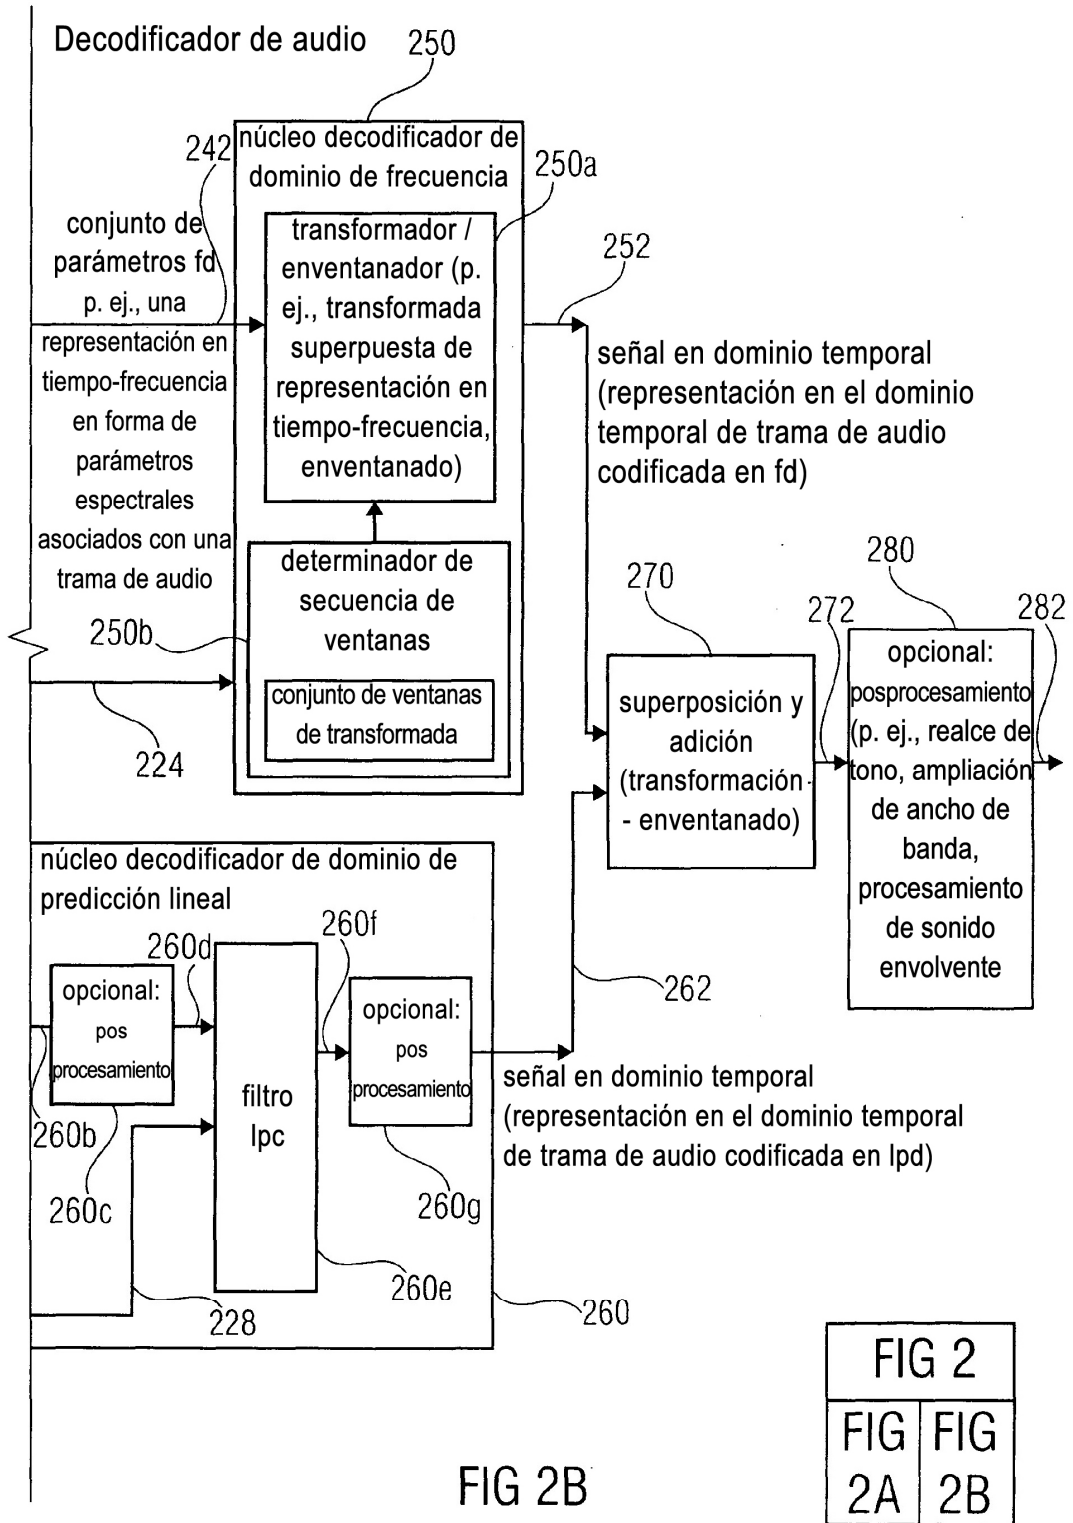 Decodificador de audio
250
242
núcleo decodificador de
dominio de frecuencia
250a
conjunto de
parámetros fd
p. ej., una
representación en
tiempo-frecuencia
en forma de
parámetros
espectrales
asociados con una
trama de audio
transformador /
enventanador (p.
ej., transformada
superpuesta de
representación en
tiempo-frecuencia,
enventanado)
252
señal en dominio temporal
(representación en el dominio
temporal de trama de audio
codificada en fd)
250b
determinador de
secuencia de
ventanas
conjunto de ventanas
de transformada
224
270
superposición y
adición
(transformación
- enventanado)
272
280
opcional:
posprocesamiento
(p. ej., realce de
tono, ampliación
de ancho de
banda,
procesamiento
de sonido
envolvente
282
núcleo decodificador de dominio de
predicción lineal
260d
260f
opcional:
pos
procesamiento
260b
260c
filtro
lpc
opcional:
pos
procesamiento
260g
260e
228
260
262
señal en dominio temporal
(representación en el dominio temporal
de trama de audio codificada en lpd)
FIG 2B
FIG 2
FIG
2A
FIG
2B